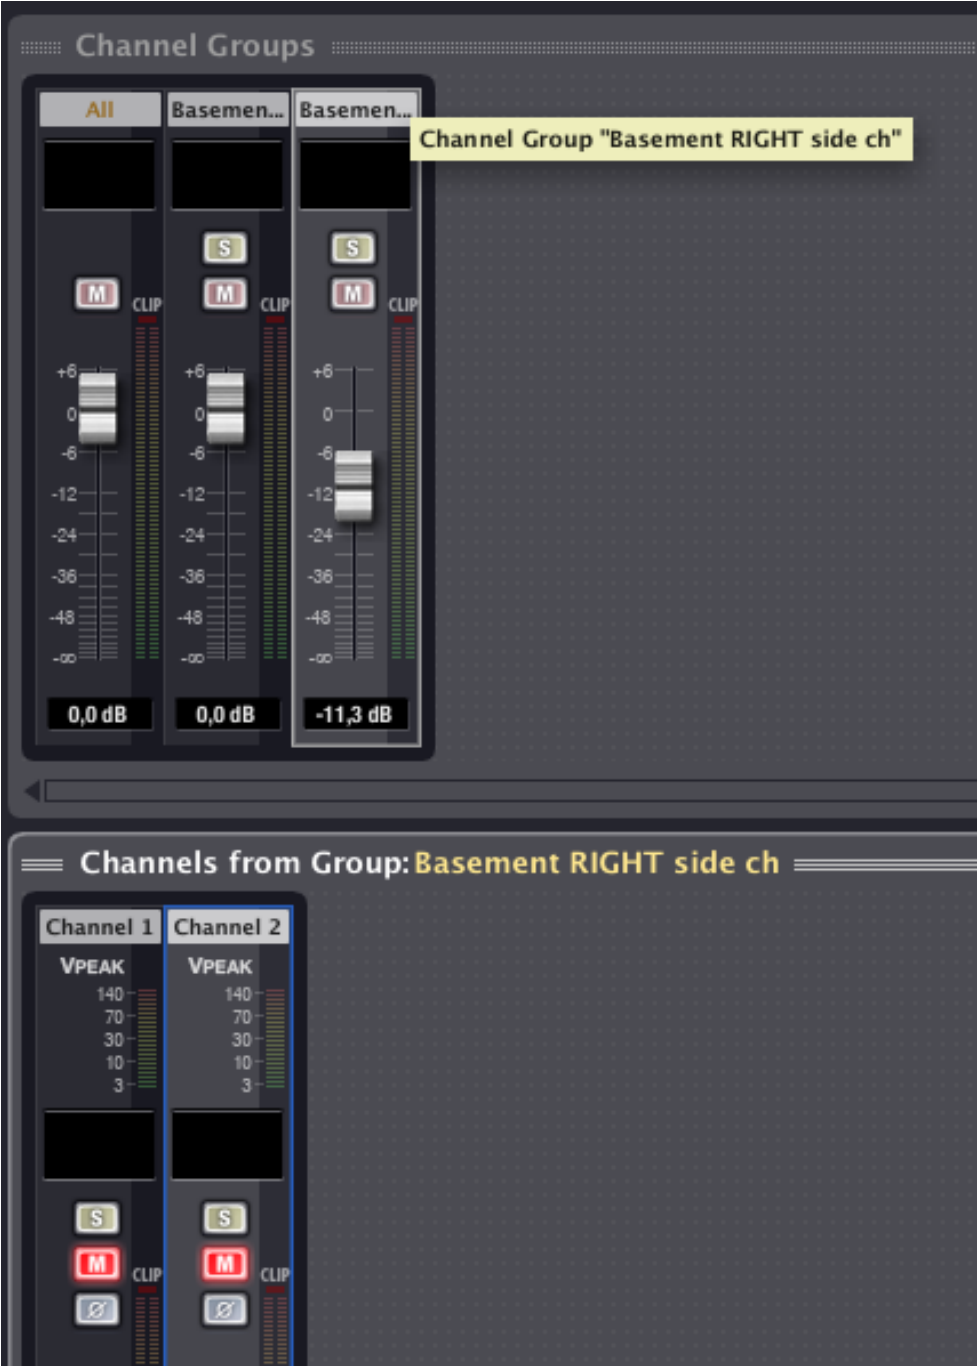 Channel Groups
All Basemen... Basemen...
Channel Group "Basement RIGHT side ch"
S S
M M M
CLIP CLIP CLIP
+6 +6 +6
0 0 0
-6 -6 -6
-12 -12 -12
-24 -24 -24
-36 -36 -36
-48 -48 -48
-∞ -∞ -∞
0,0 dB 0,0 dB -11,3 dB
Channels from Group: Basement RIGHT side ch
Channel 1 Channel 2
VPEAK VPEAK
140 140
70 70
30 30
10 10
3 3
S S
M M
CLIP CLIP
Ø Ø